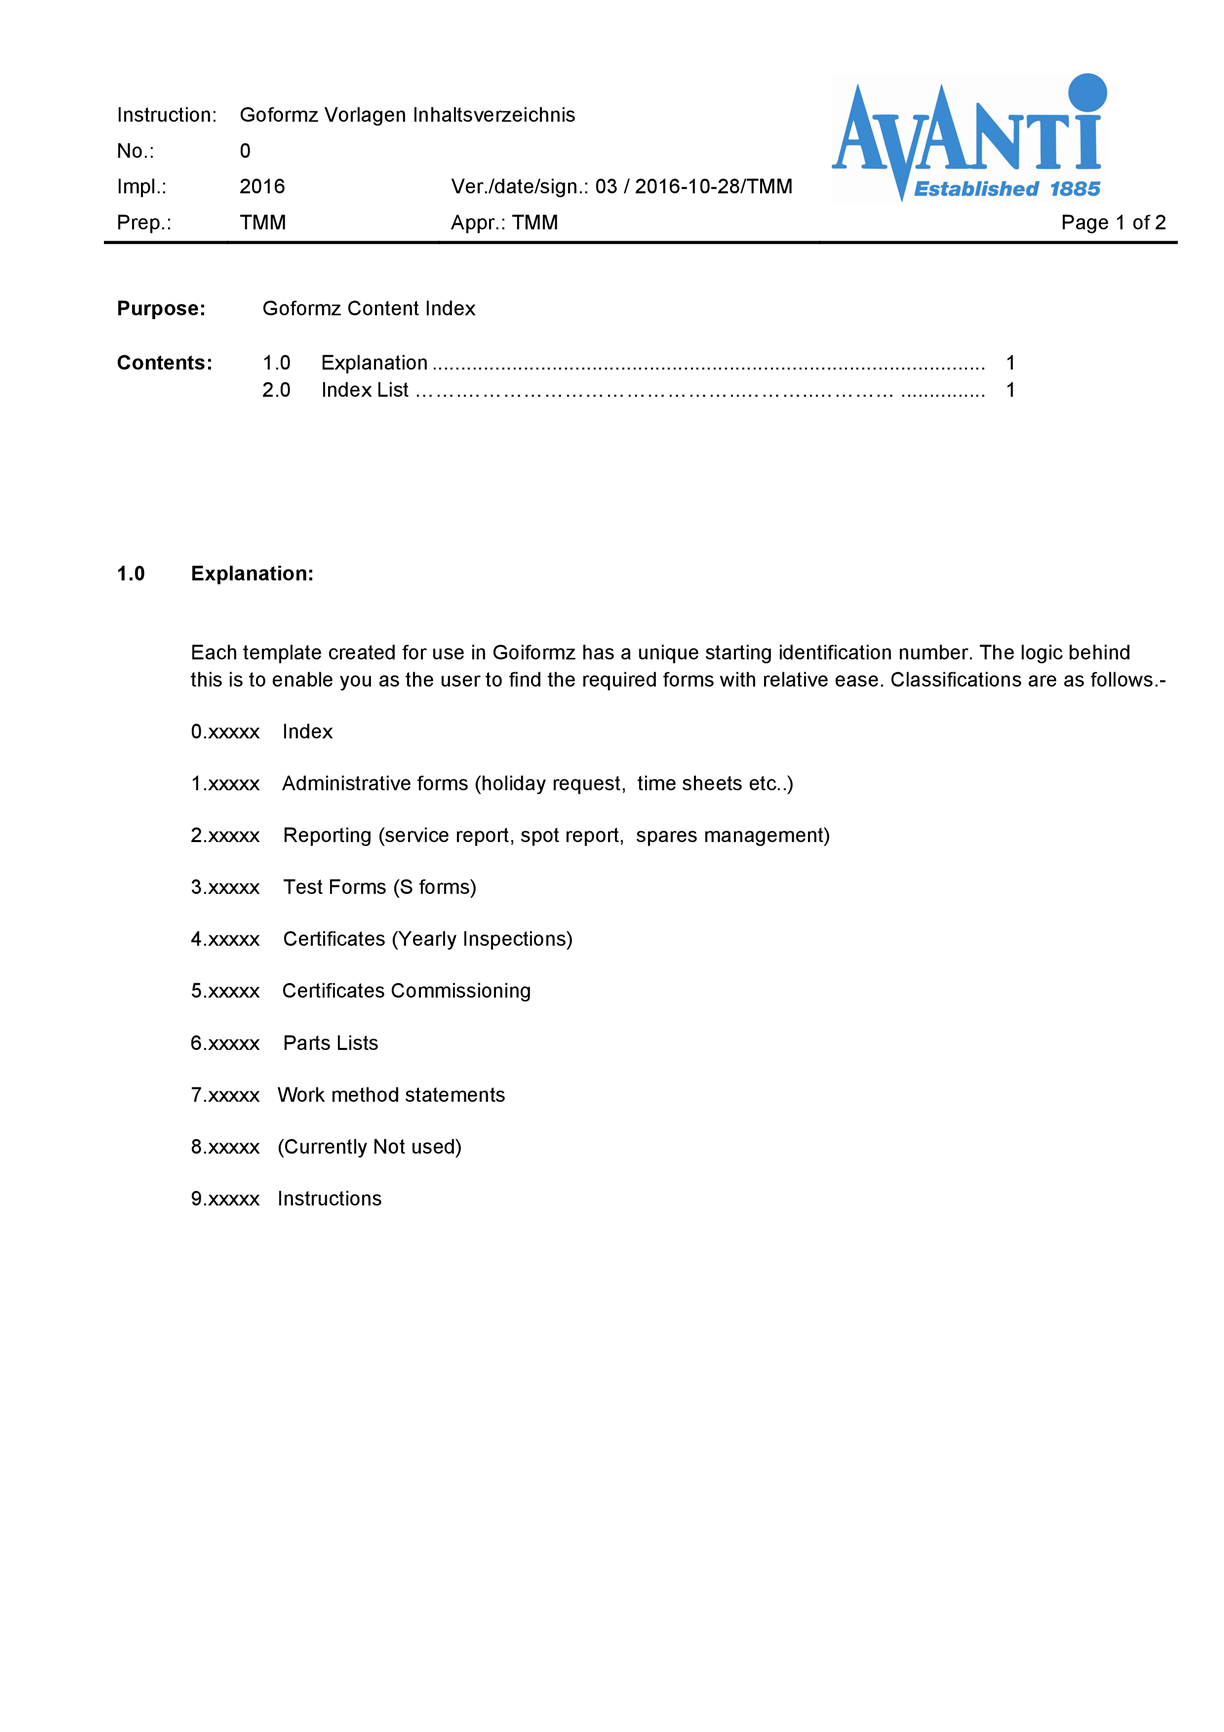 Instruction: Goformz Vorlagen Inhaltsverzeichnis
No.: 0
Impl.: 2016 Ver./date/sign.: 03 / 2016-10-28/TMM
Prep.: TMM Appr.: TMM Page 1 of 2
AVANTI
Established 1885
Purpose: Goformz Content Index
Contents: 1.0 Explanation ................................................................................................. 1
2.0 Index List …………………………………………………………… ............... 1
1.0 Explanation:
Each template created for use in Goiformz has a unique starting identification number. The logic behind
this is to enable you as the user to find the required forms with relative ease. Classifications are as follows.-
0.xxxxx Index
1.xxxxx Administrative forms (holiday request, time sheets etc..)
2.xxxxx Reporting (service report, spot report, spares management)
3.xxxxx Test Forms (S forms)
4.xxxxx Certificates (Yearly Inspections)
5.xxxxx Certificates Commissioning
6.xxxxx Parts Lists
7.xxxxx Work method statements
8.xxxxx (Currently Not used)
9.xxxxx Instructions